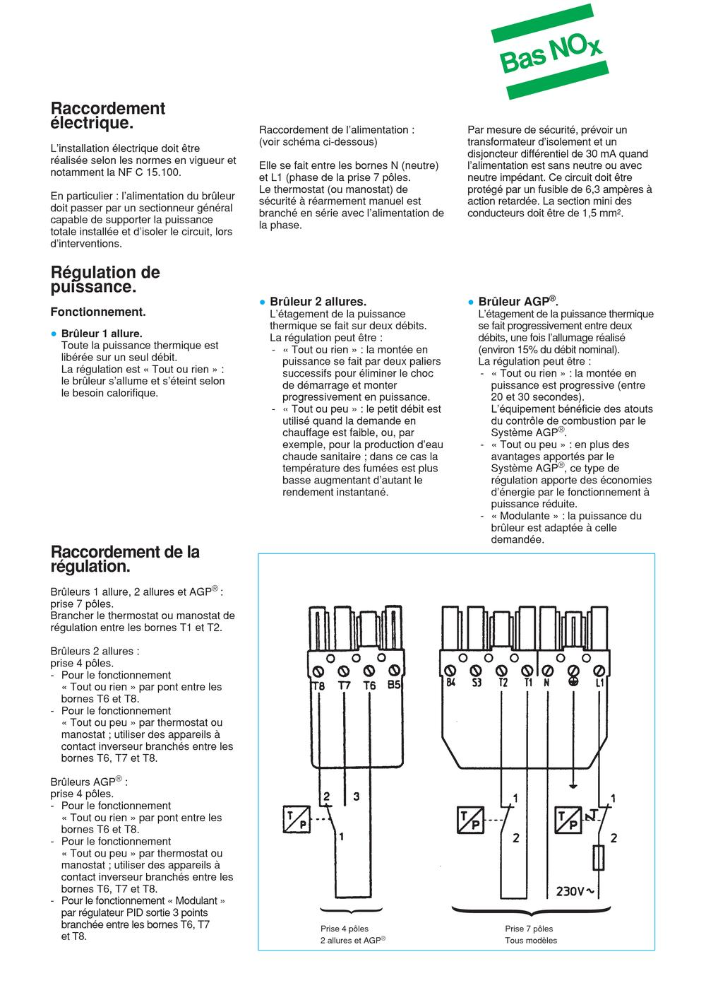 Bas NOx
Raccordement
électrique.
L'installation électrique doit être
réalisée selon les normes en vigueur et
notamment la NF C 15.100.
En particulier : l'alimentation du brûleur
doit passer par un sectionneur général
capable de supporter la puissance
totale installée et d'isoler le circuit, lors
d'interventions.
Raccordement de l'alimentation :
(voir schéma ci-dessous)
Elle se fait entre les bornes N (neutre)
et L1 (phase de la prise 7 pôles.
Le thermostat (ou manostat) de
sécurité à réarmement manuel est
branché en série avec l'alimentation de
la phase.
Par mesure de sécurité, prévoir un
transformateur d'isolement et un
disjoncteur différentiel de 30 mA quand
l'alimentation est sans neutre ou avec
neutre impédant. Ce circuit doit être
protégé par un fusible de 6,3 ampères à
action retardée. La section mini des
conducteurs doit être de 1,5 mm².
Régulation de
puissance.
Fonctionnement.
● Brûleur 1 allure.
Toute la puissance thermique est
libérée sur un seul débit.
La régulation est « Tout ou rien » :
le brûleur s'allume et s'éteint selon
le besoin calorifique.
● Brûleur 2 allures.
L'étagement de la puissance
thermique se fait sur deux débits.
La régulation peut être :
- « Tout ou rien » : la montée en
puissance se fait par deux paliers
successifs pour éliminer le choc
de démarrage et monter
progressivement en puissance.
- « Tout ou peu » : le petit débit est
utilisé quand la demande en
chauffage est faible, ou, par
exemple, pour la production d'eau
chaude sanitaire ; dans ce cas la
température des fumées est plus
basse augmentant d'autant le
rendement instantané.
● Brûleur AGP®.
L'étagement de la puissance thermique
se fait progressivement entre deux
débits, une fois l'allumage réalisé
(environ 15% du débit nominal).
La régulation peut être :
- « Tout ou rien » : la montée en
puissance est progressive (entre
20 et 30 secondes).
L'équipement bénéficie des atouts
du contrôle de combustion par le
Système AGP®.
- « Tout ou peu » : en plus des
avantages apportés par le
Système AGP®, ce type de
régulation apporte des économies
d'énergie par le fonctionnement à
puissance réduite.
- « Modulante » : la puissance du
brûleur est adaptée à celle
demandée.
Raccordement de la
régulation.
Brûleurs 1 allure, 2 allures et AGP® :
prise 7 pôles.
Brancher le thermostat ou manostat de
régulation entre les bornes T1 et T2.
Brûleurs 2 allures :
prise 4 pôles.
- Pour le fonctionnement
« Tout ou rien » par pont entre les
bornes T6 et T8.
- Pour le fonctionnement
« Tout ou peu » par thermostat ou
manostat ; utiliser des appareils à
contact inverseur branchés entre les
bornes T6, T7 et T8.
Brûleurs AGP® :
prise 4 pôles.
- Pour le fonctionnement
« Tout ou rien » par pont entre les
bornes T6 et T8.
- Pour le fonctionnement
« Tout ou peu » par thermostat ou
manostat ; utiliser des appareils à
contact inverseur branchés entre les
bornes T6, T7 et T8.
- Pour le fonctionnement « Modulant »
par régulateur PID sortie 3 points
branchée entre les bornes T6, T7
et T8.
T8 T7 T6 B5
2 3
T P
1
Prise 4 pôles
2 allures et AGP®
B4 S3 T2 T1 N L1
1 1
T P T P
2 2
230V ~
Prise 7 pôles
Tous modèles